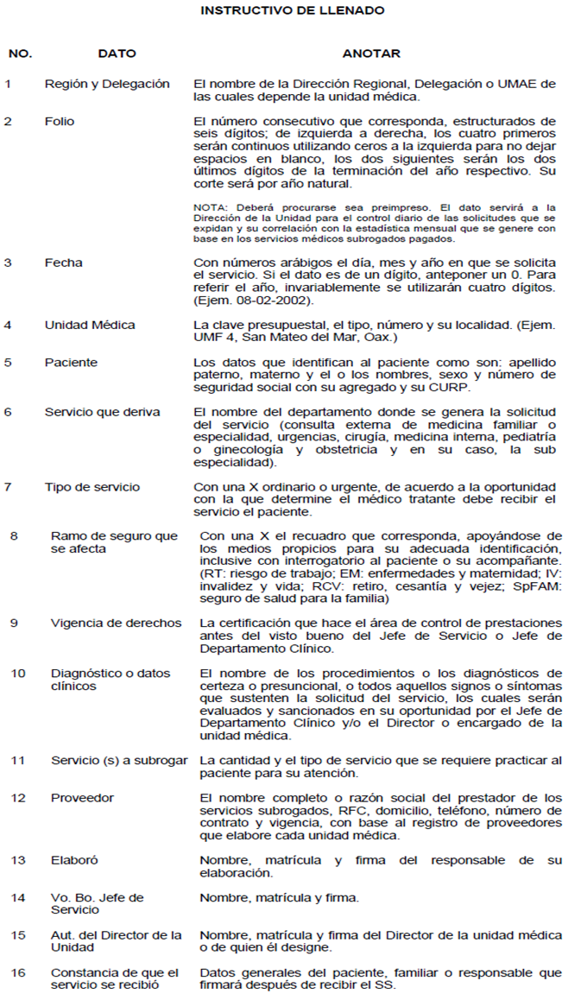 INSTRUCTIVO DE LLENADO
NO. DATO ANOTAR
1 Región y Delegación El nombre de la Dirección Regional, Delegación o UMAE de
las cuales depende la unidad médica.
2 Folio El número consecutivo que corresponda, estructurados de
seis dígitos; de izquierda a derecha, los cuatro primeros
serán continuos utilizando ceros a la izquierda para no dejar
espacios en blanco, los dos siguientes serán los dos
últimos dígitos de la terminación del año respectivo. Su
corte será por año natural.
NOTA: Deberá procurarse sea preimpreso. El dato servirá a la
Dirección de la Unidad para el control diario de las solicitudes que se
expidan y su correlación con la estadística mensual que se genere con
base en los servicios médicos subrogados pagados.
3 Fecha Con números arábigos el día, mes y año en que se solicita
el servicio. Si el dato es de un dígito, anteponer un 0. Para
referir el año, invariablemente se utilizarán cuatro dígitos.
(Ejem. 08-02-2002).
4 Unidad Médica La clave presupuestal, el tipo, número y su localidad. (Ejem.
UMF 4, San Mateo del Mar, Oax.)
5 Paciente Los datos que identifican al paciente como son: apellido
paterno, materno y el o los nombres, sexo y número de
seguridad social con su agregado y su CURP.
6 Servicio que deriva El nombre del departamento donde se genera la solicitud
del servicio (consulta externa de medicina familiar o
especialidad, urgencias, cirugía, medicina interna, pediatría
o ginecología y obstetricia y en su caso, la sub
especialidad).
7 Tipo de servicio Con una X ordinario o urgente, de acuerdo a la oportunidad
con la que determine el médico tratante debe recibir el
servicio el paciente.
8 Ramo de seguro que Con una X el recuadro que corresponda, apoyándose de
se afecta los medios propicios para su adecuada identificación,
inclusive con interrogatorio al paciente o su acompañante.
(RT: riesgo de trabajo; EM: enfermedades y maternidad; IV:
invalidez y vida; RCV: retiro, cesantía y vejez; SpFAM:
seguro de salud para la familia)
9 Vigencia de derechos La certificación que hace el área de control de prestaciones
antes del visto bueno del Jefe de Servicio o Jefe de
Departamento Clínico.
10 Diagnóstico o datos El nombre de los procedimientos o los diagnósticos de
clínicos certeza o presuncional, o todos aquellos signos o síntomas
que sustenten la solicitud del servicio, los cuales serán
evaluados y sancionados en su oportunidad por el Jefe de
Departamento Clínico y/o el Director o encargado de la
unidad médica.
11 Servicio (s) a subrogar La cantidad y el tipo de servicio que se requiere practicar al
paciente para su atención.
12 Proveedor El nombre completo o razón social del prestador de los
servicios subrogados, RFC, domicilio, teléfono, número de
contrato y vigencia, con base al registro de proveedores
que elabore cada unidad médica.
13 Elaboró Nombre, matrícula y firma del responsable de su
elaboración.
14 Vo. Bo. Jefe de Nombre, matrícula y firma.
Servicio
15 Aut. del Director de la Nombre, matrícula y firma del Director de la unidad médica
Unidad o de quien él designe.
16 Constancia de que el Datos generales del paciente, familiar o responsable que
servicio se recibió firmará después de recibir el SS.